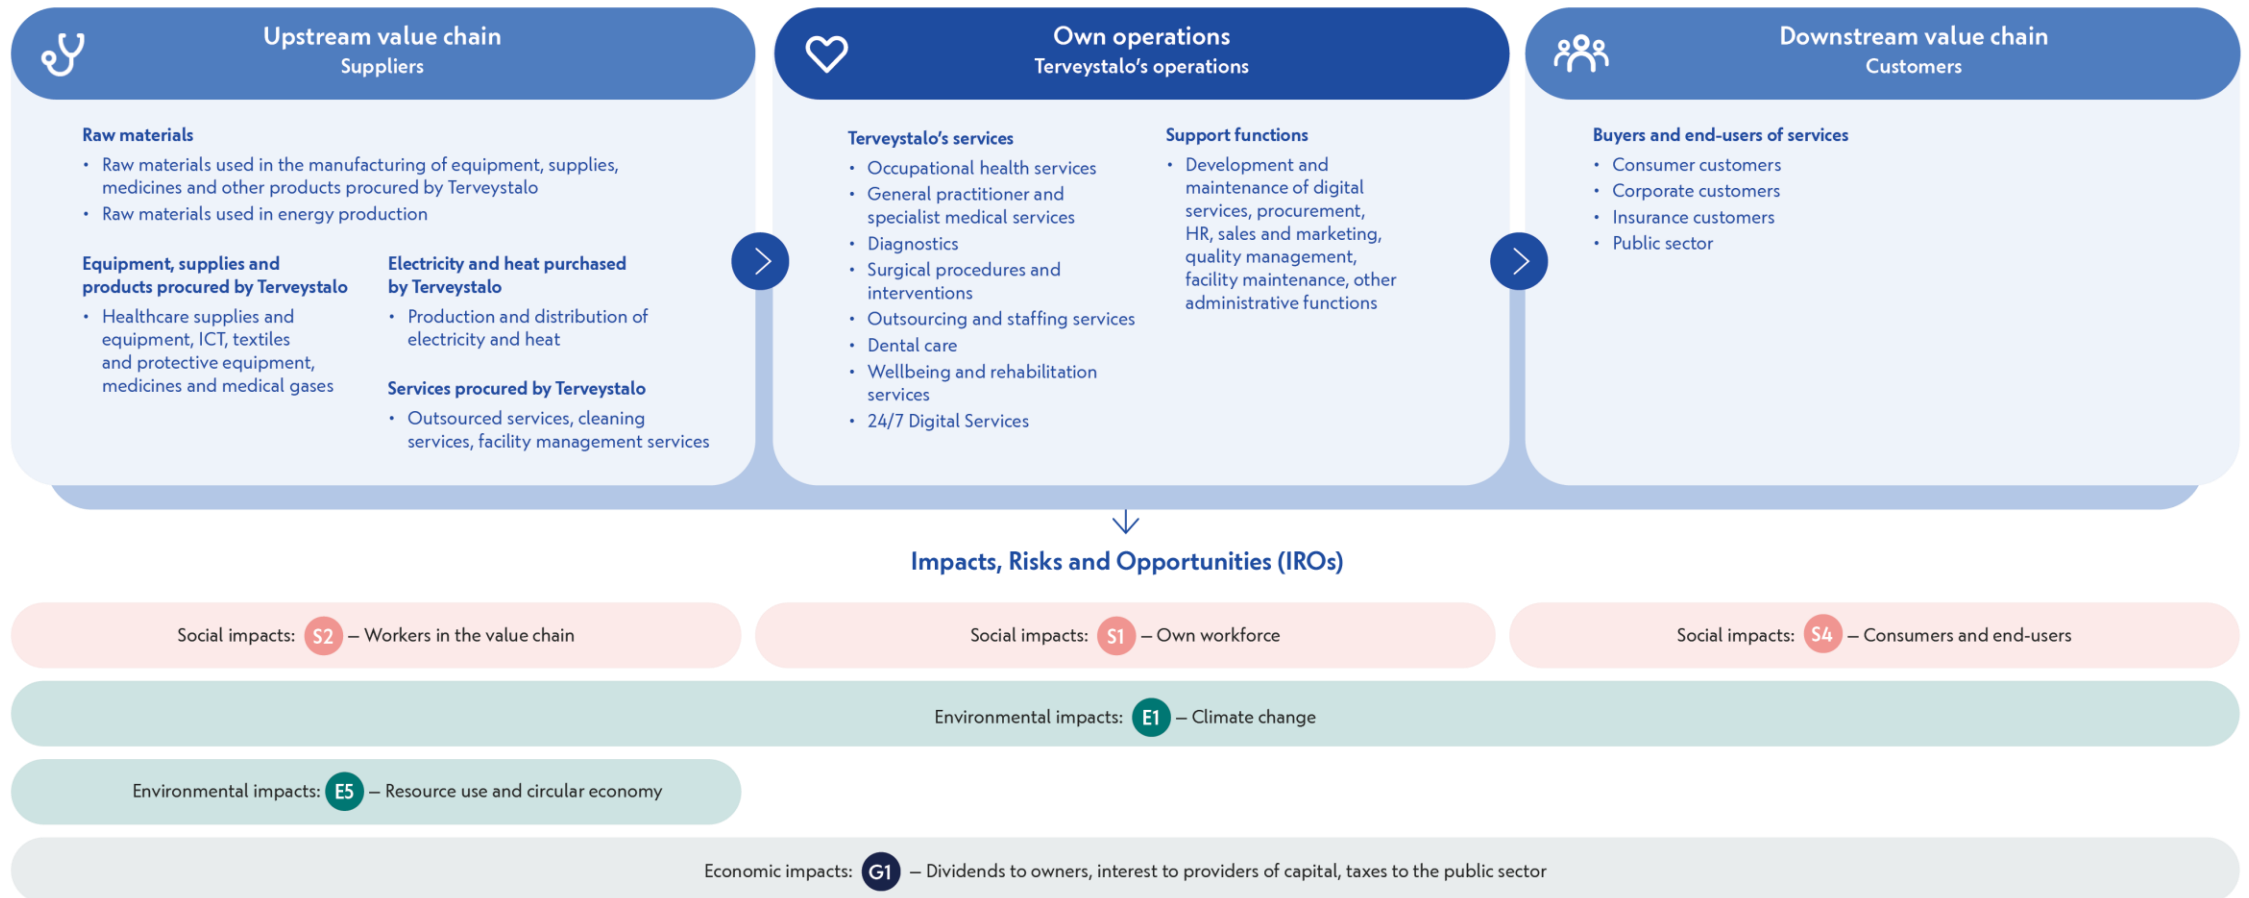 Upstream value chain
Suppliers
Raw materials
• Raw materials used in the manufacturing of equipment, supplies,
medicines and other products procured by Terveystalo
• Raw materials used in energy production
Equipment, supplies and
products procured by Terveystalo
• Healthcare supplies and
equipment, ICT, textiles
and protective equipment,
medicines and medical gases
Electricity and heat purchased
by Terveystalo
• Production and distribution of
electricity and heat
Services procured by Terveystalo
• Outsourced services, cleaning
services, facility management services
Own operations
Terveystalo's operations
Terveystalo's services
• Occupational health services
• General practitioner and
specialist medical services
• Diagnostics
• Surgical procedures and
interventions
• Outsourcing and staffing services
• Dental care
• Wellbeing and rehabilitation
services
• 24/7 Digital Services
Support functions
• Development and
maintenance of digital
services, procurement,
HR, sales and marketing,
quality management,
facility maintenance, other
administrative functions
Downstream value chain
Customers
Buyers and end-users of services
• Consumer customers
• Corporate customers
• Insurance customers
• Public sector
Impacts, Risks and Opportunities (IROs)
Social impacts: S2 – Workers in the value chain
Social impacts: S1 – Own workforce
Social impacts: S4 – Consumers and end-users
Environmental impacts: E1 – Climate change
Environmental impacts: E5 – Resource use and circular economy
Economic impacts: G1 – Dividends to owners, interest to providers of capital, taxes to the public sector